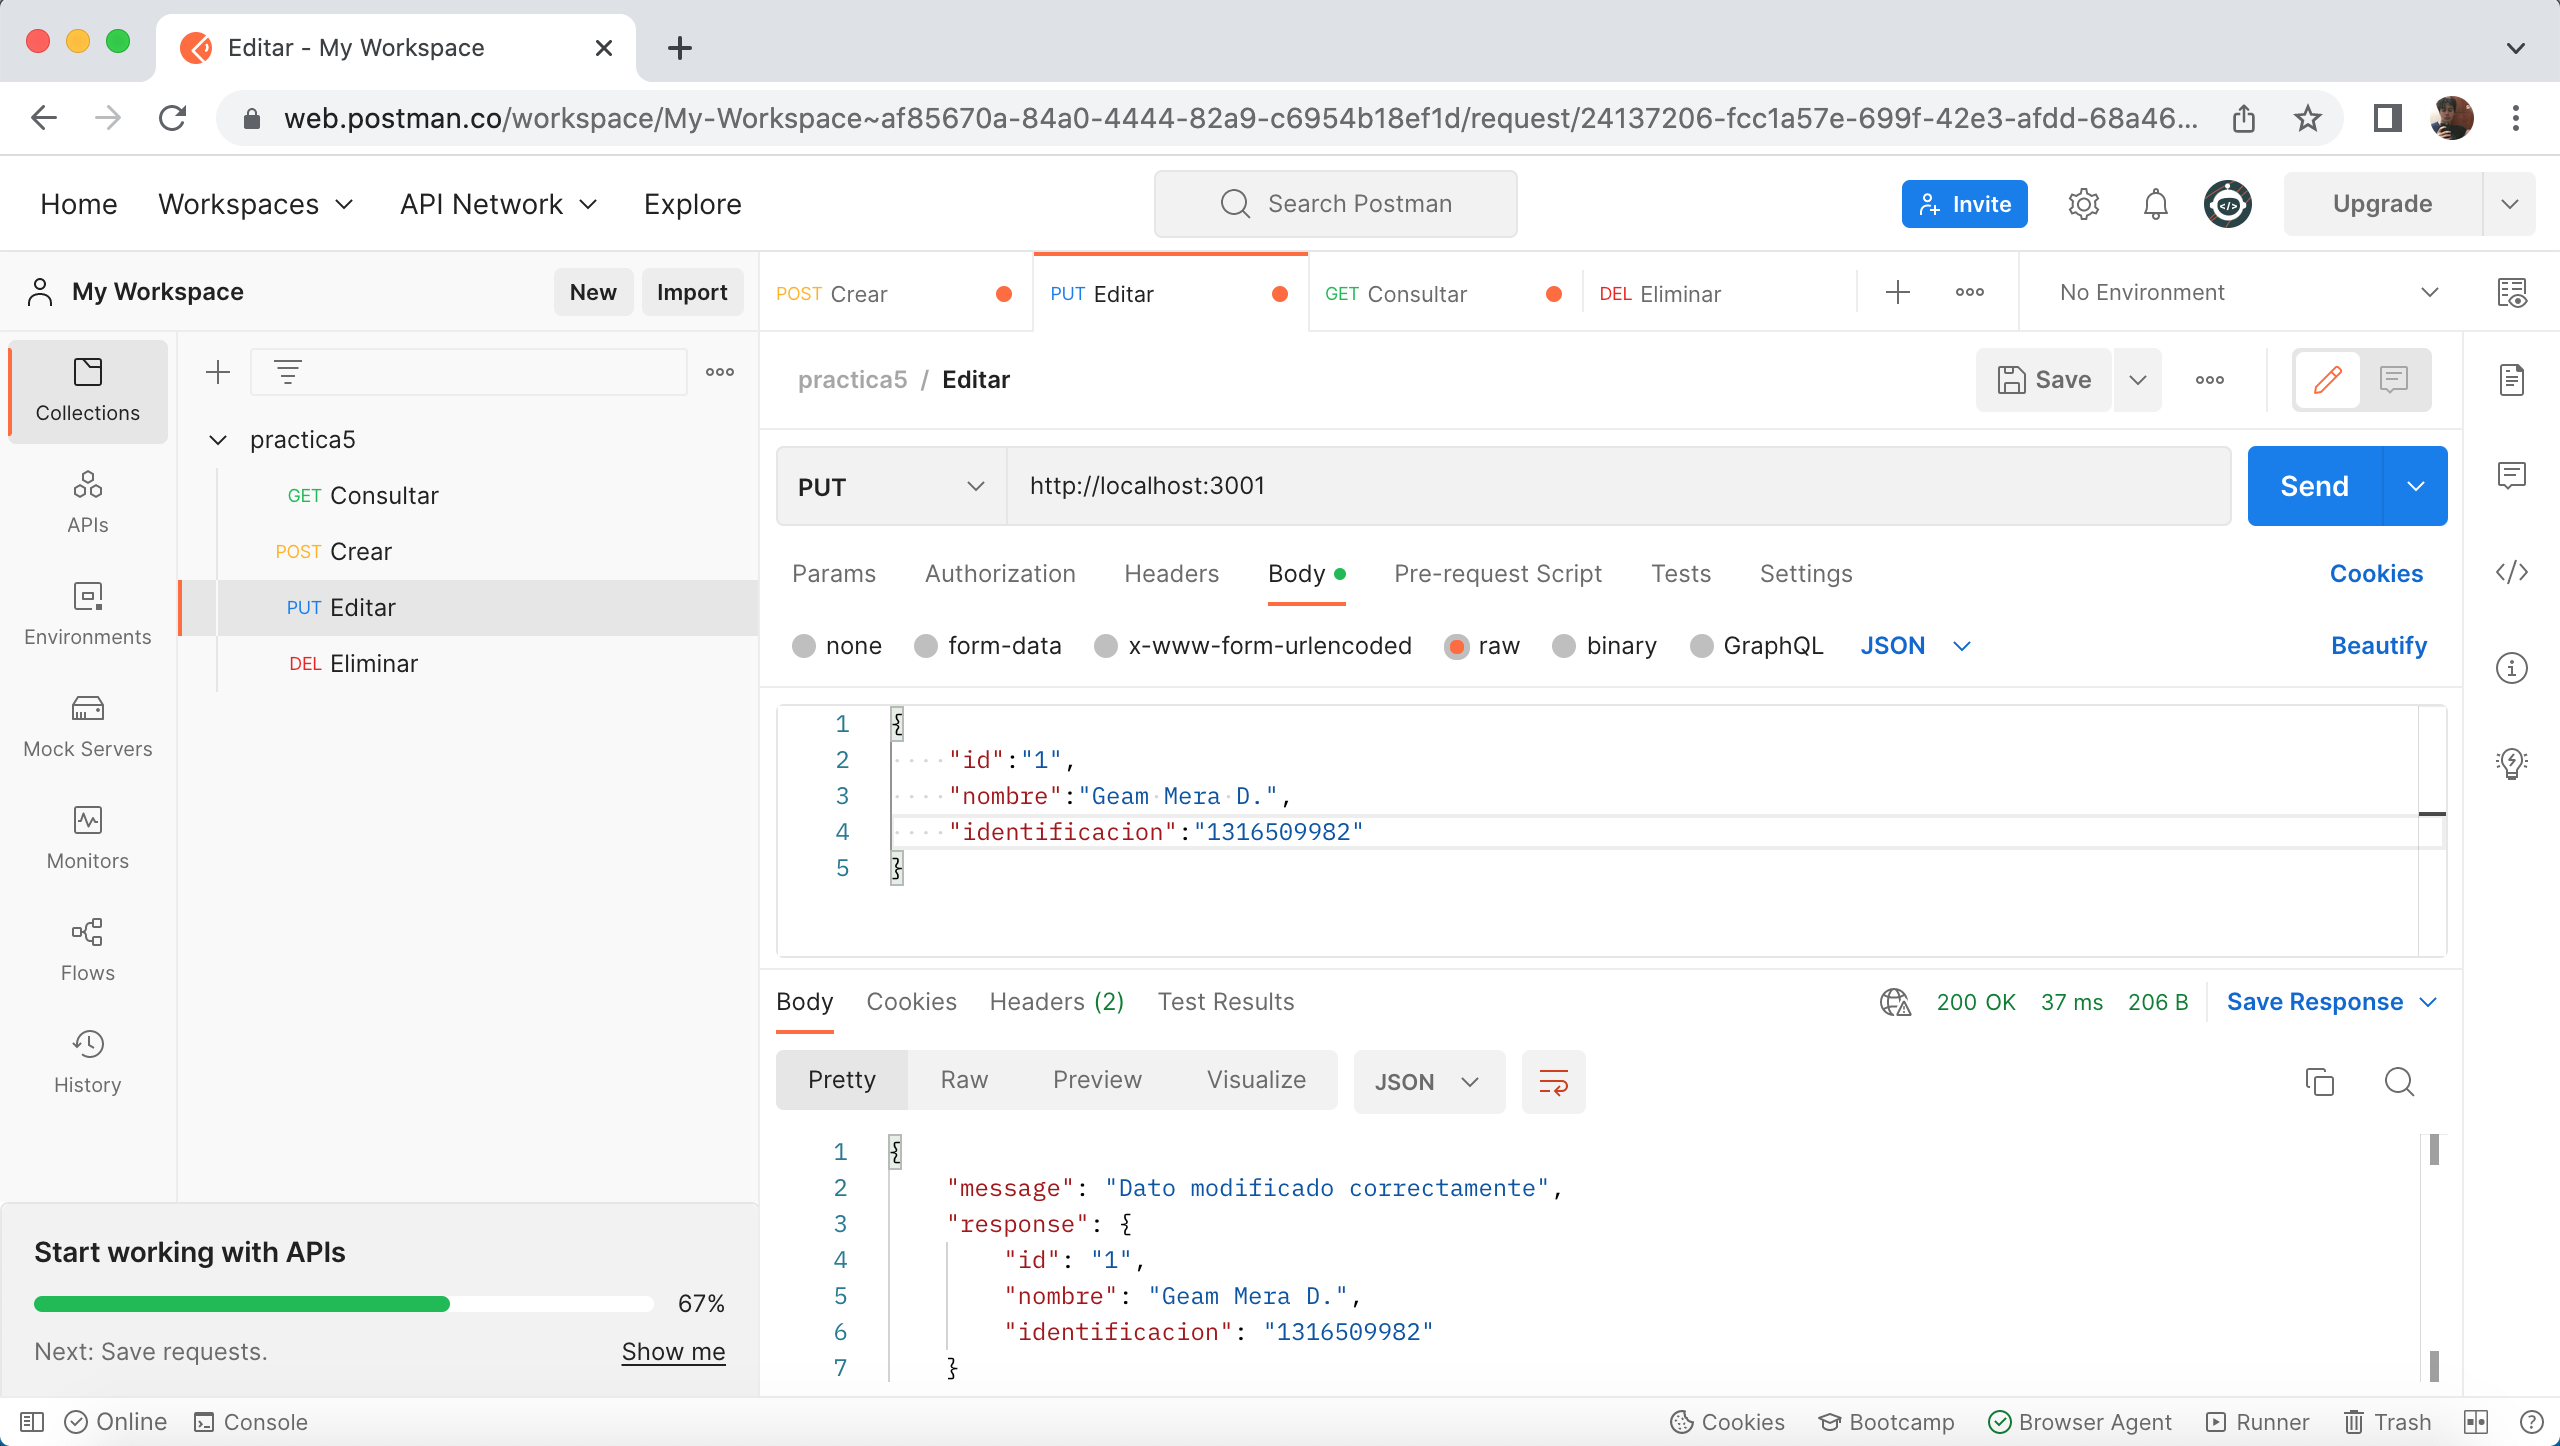 Editar - My Workspace
web.postman.co/workspace/My-Workspace~af85670a-84a0-4444-82a9-c6954b18ef1d/request/24137206-fcc1a57e-699f-42e3-afdd-68a46...
Home Workspaces API Network Explore Search Postman Invite Upgrade
My Workspace New Import POST Crear PUT Editar GET Consultar DEL Eliminar No Environment
practica5 / Editar Save
Collections
APIs
Environments
Mock Servers
Monitors
Flows
History
practica5
GET Consultar
POST Crear
PUT Editar
DEL Eliminar
PUT http://localhost:3001 Send
Params Authorization Headers Body Pre-request Script Tests Settings Cookies
none form-data x-www-form-urlencoded raw binary GraphQL JSON Beautify
1 {
2 "id":"1",
3 "nombre":"Geam Mera D.",
4 "identificacion":"1316509982"
5 }
Body Cookies Headers (2) Test Results 200 OK 37 ms 206 B Save Response
Pretty Raw Preview Visualize JSON
1 {
2 "message": "Dato modificado correctamente",
3 "response": {
4 "id": "1",
5 "nombre": "Geam Mera D.",
6 "identificacion": "1316509982"
7 }
Start working with APIs
67%
Next: Save requests. Show me
Online Console Cookies Bootcamp Browser Agent Runner Trash